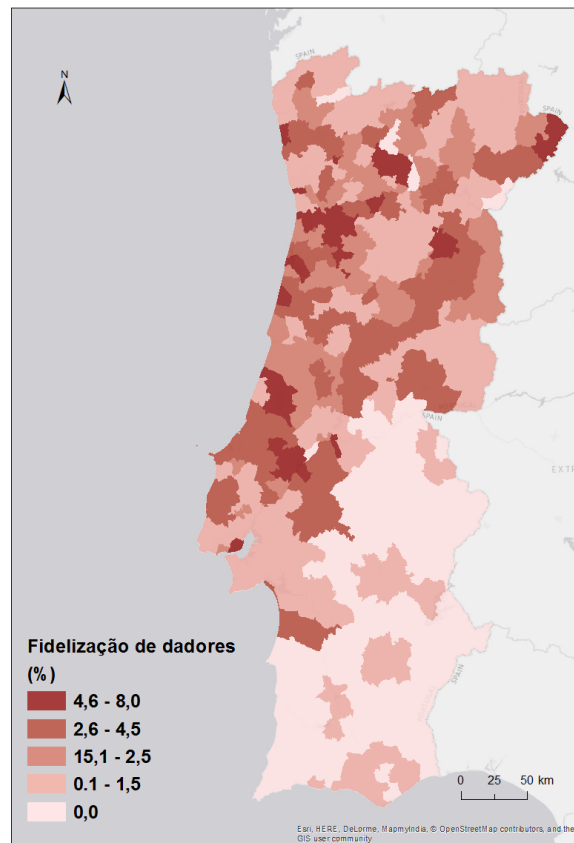 SPAIN
N
SPAIN
SPAIN
EXTR
Fidelização de dadores
(%)
4,6 - 8,0
2,6 - 4,5
15,1 - 2,5
0.1 - 1,5
0,0
SPAIN
0 25 50 km
Esri, HERE, DeLorme, MapmyIndia, © OpenStreetMap contributors, and the
GIS user community